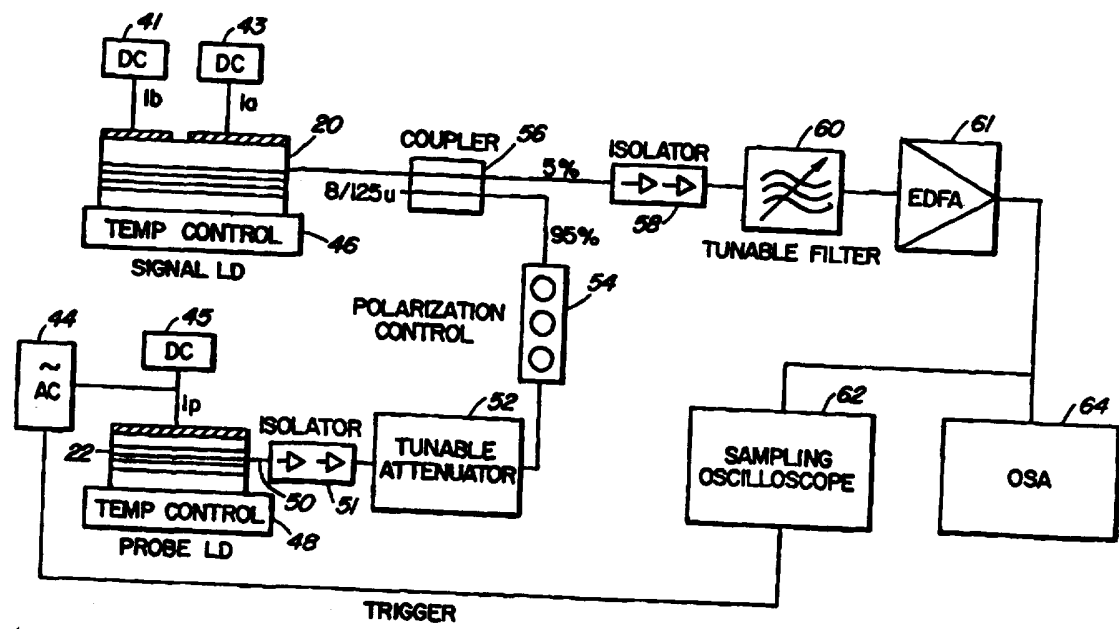 41
43
DC
DC
Ib
Ia
20
COUPLER
56
8/125u
5%
ISOLATOR
58
60
TUNABLE FILTER
61
EDFA
TEMP CONTROL
46
SIGNAL LD
95%
POLARIZATION
CONTROL
54
44
45
DC
~
AC
Ip
22
ISOLATOR
50
51
52
TUNABLE
ATTENUATOR
TEMP CONTROL
48
PROBE LD
62
SAMPLING
OSCILLOSCOPE
64
OSA
TRIGGER